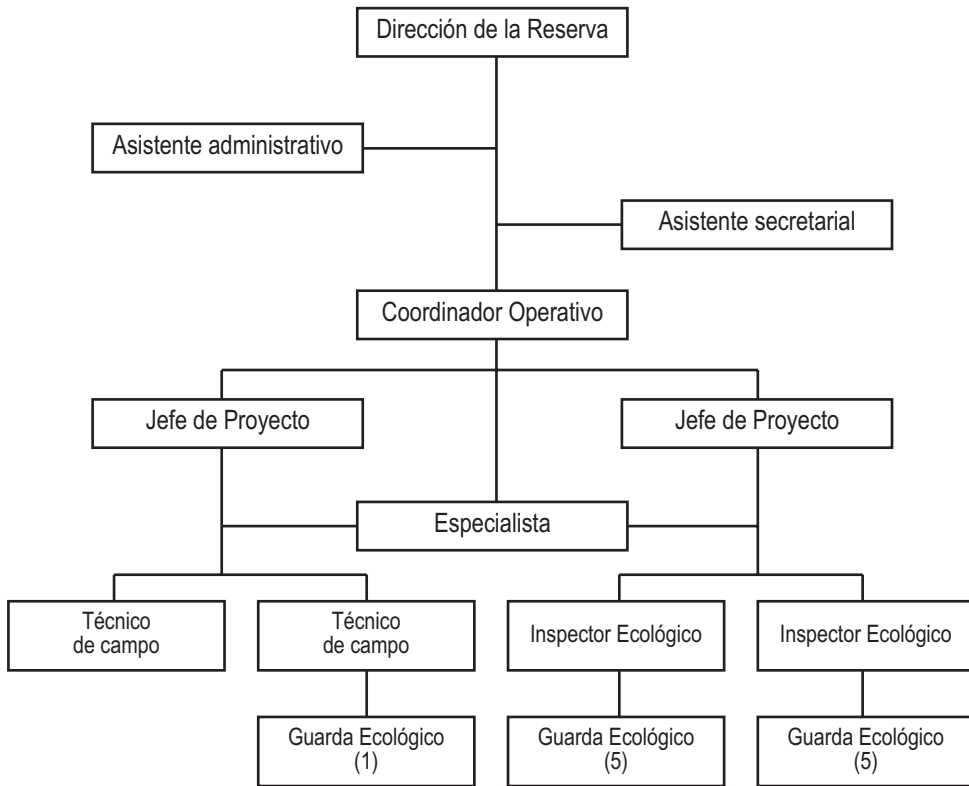 Dirección de la Reserva
Asistente administrativo
Asistente secretarial
Coordinador Operativo
Jefe de Proyecto
Jefe de Proyecto
Especialista
Técnico
de campo
Técnico
de campo
Inspector Ecológico
Inspector Ecológico
Guarda Ecológico
(1)
Guarda Ecológico
(5)
Guarda Ecológico
(5)